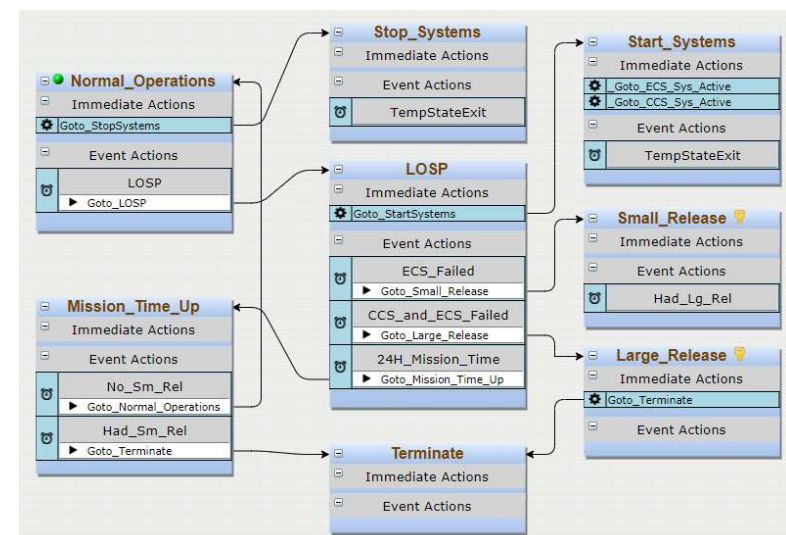 Normal_Operations
Immediate Actions
Goto_StopSystems
Event Actions
LOSP
Goto_LOSP
Mission_Time_Up
Immediate Actions
Event Actions
No_Sm_Rel
Goto_Normal_Operations
Had_Sm_Rel
Goto_Terminate
Stop_Systems
Immediate Actions
Event Actions
TempStateExit
LOSP
Immediate Actions
Goto_StartSystems
Event Actions
ECS_Failed
Goto_Small_Release
CCS_and_ECS_Failed
Goto_Large_Release
24H_Mission_Time
Goto_Mission_Time_Up
Terminate
Immediate Actions
Event Actions
Start_Systems
Immediate Actions
_Goto_ECS_Sys_Active
_Goto_CCS_Sys_Active
Event Actions
TempStateExit
Small_Release
Immediate Actions
Event Actions
Had_Lg_Rel
Large_Release
Immediate Actions
Goto_Terminate
Event Actions